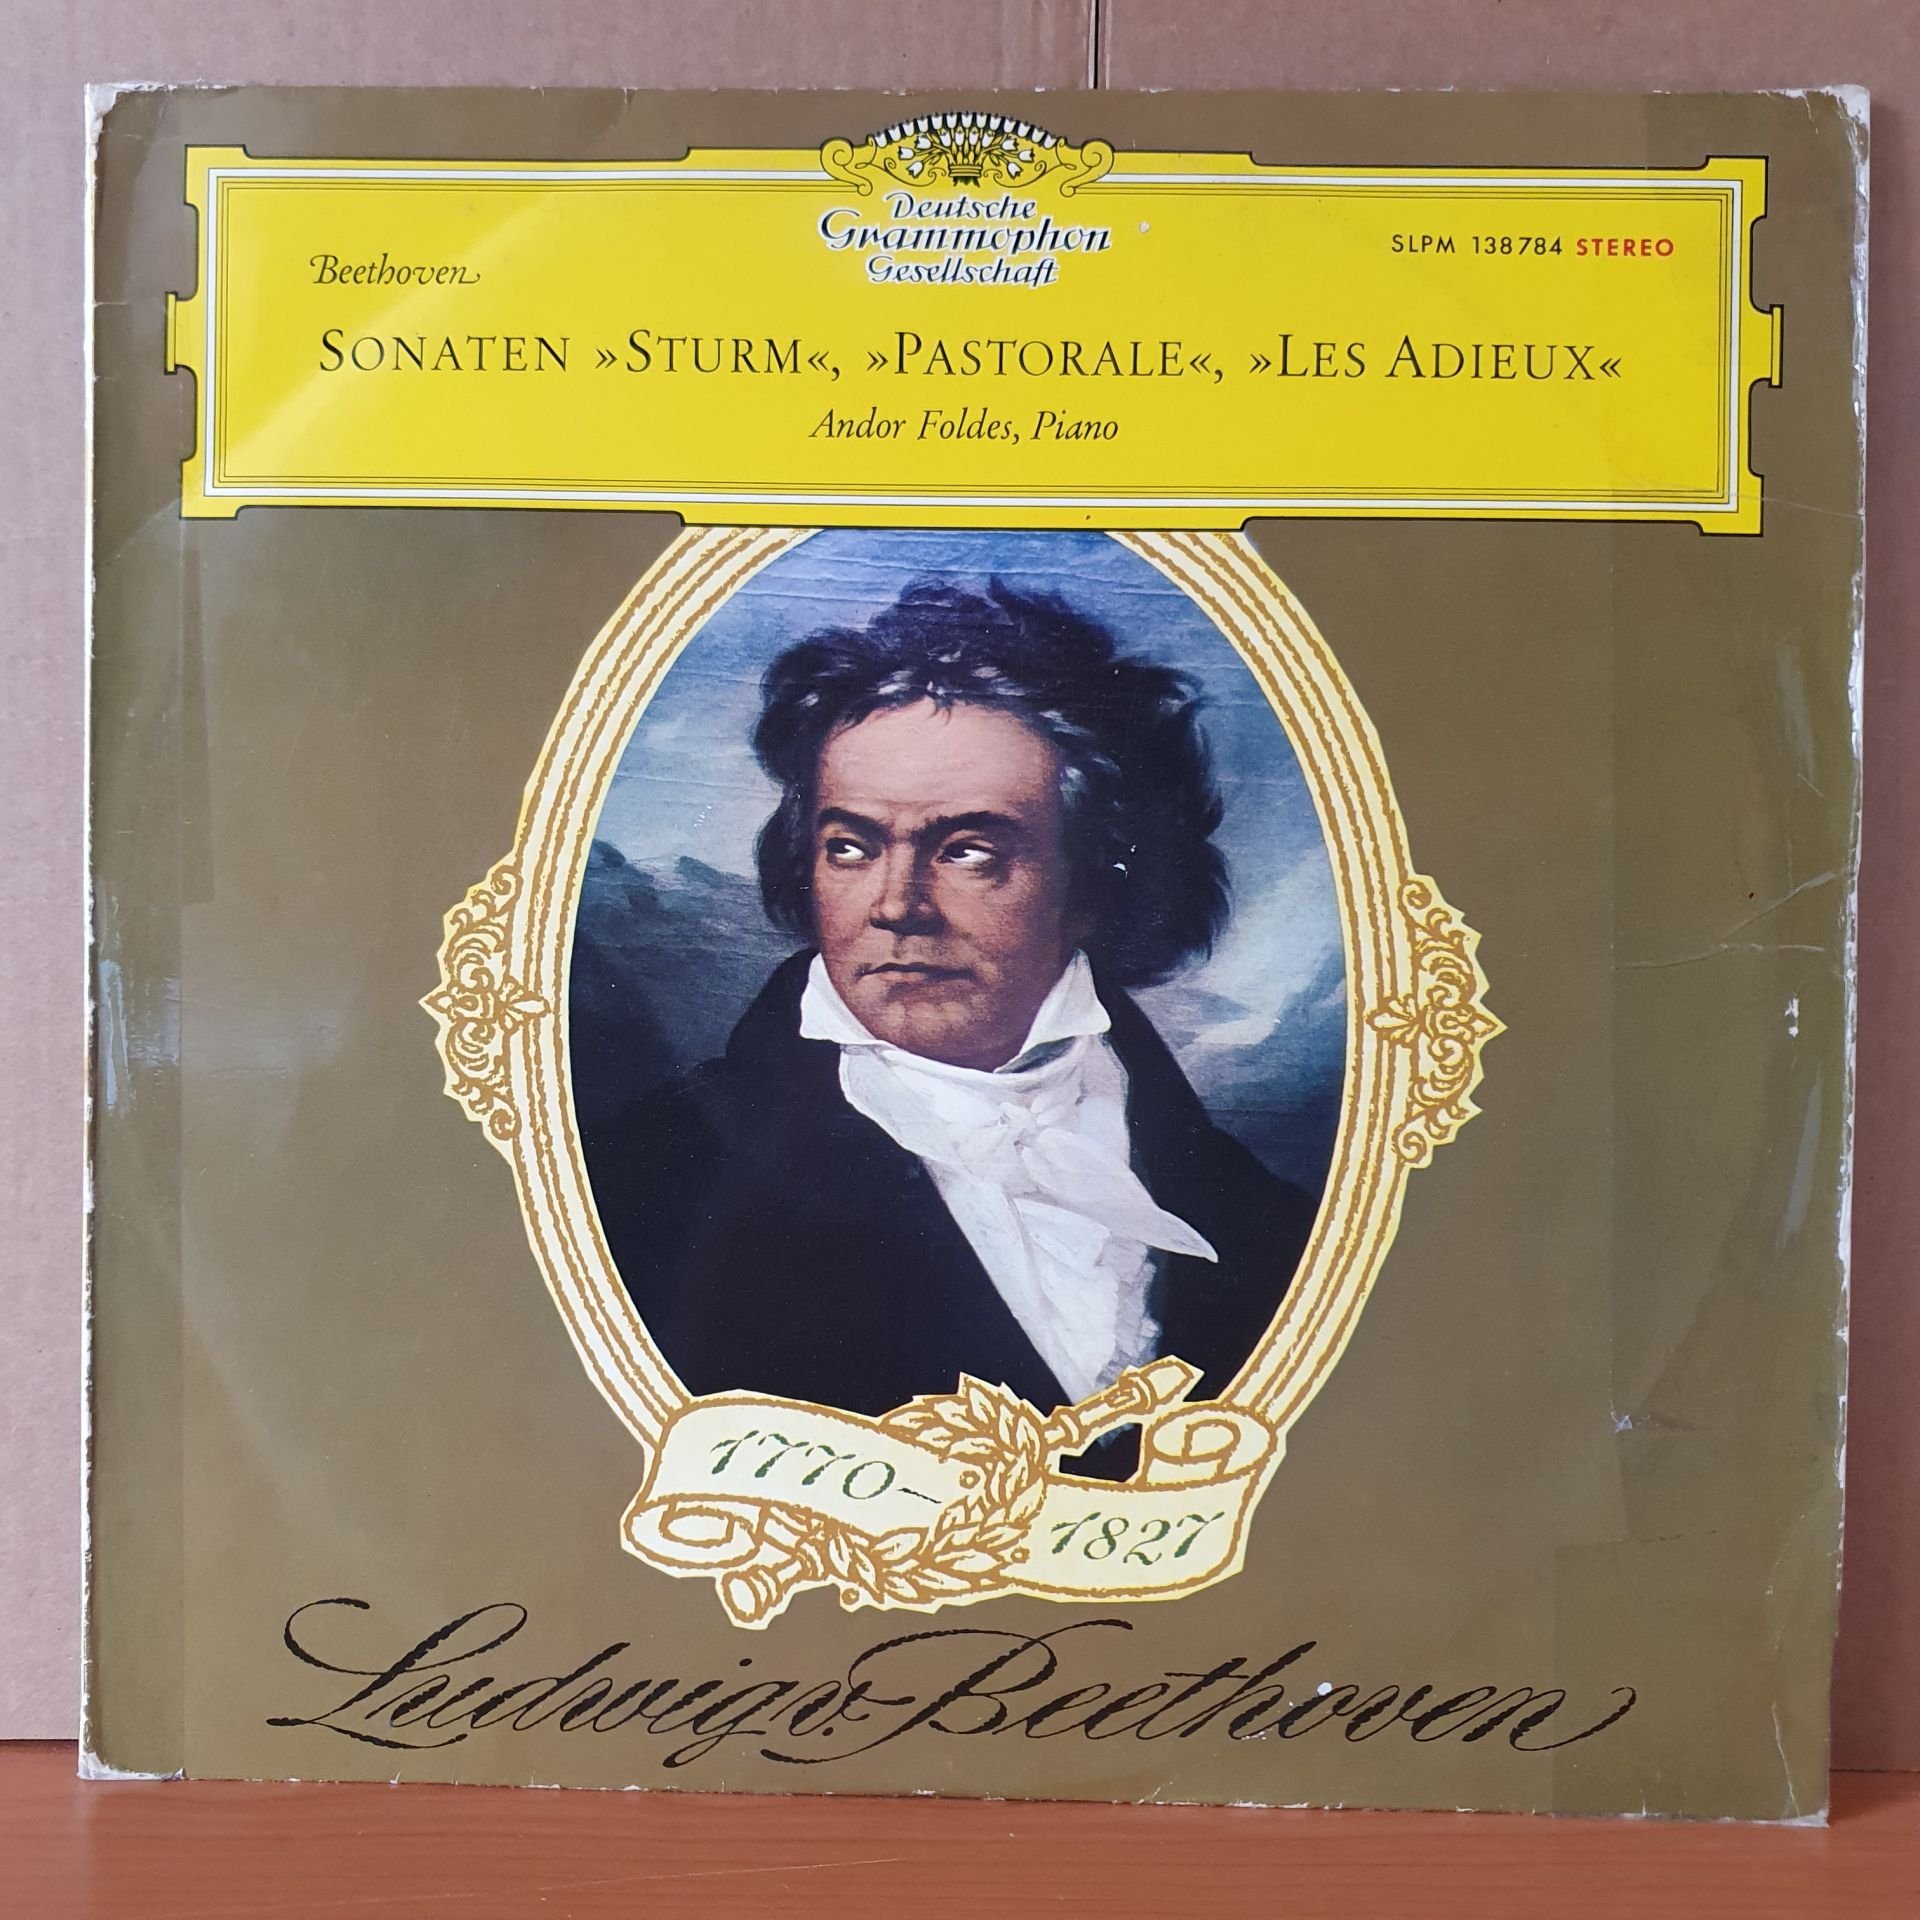 Deutsche
Grammophon
Gesellschaft
SLPM 138784 STEREO
Beethoven
SONATEN »STURM«, »PASTORALE«, »LES ADIEUX«
Andor Foldes, Piano
1770–
1827
Ludwig v. Beethoven